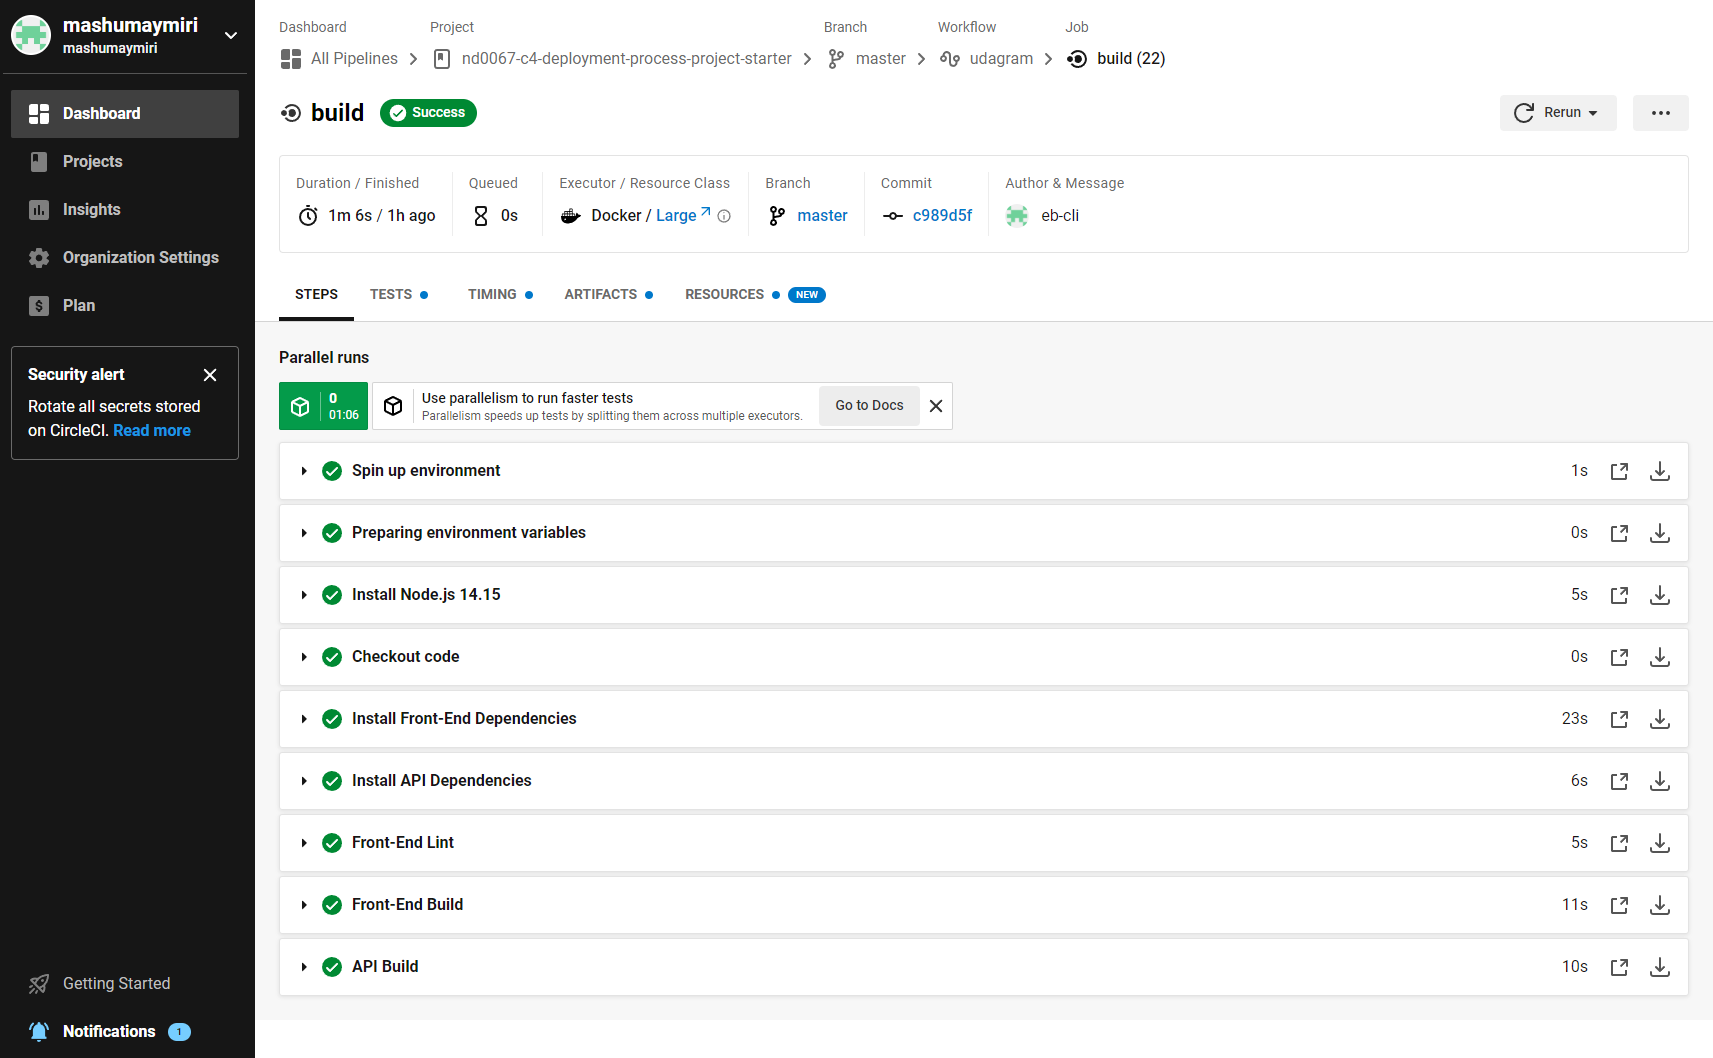 mashumaymiri
mashumaymiri
Dashboard
Projects
Insights
Organization Settings
Plan
Security alert
Rotate all secrets stored
on CircleCI. Read more
Getting Started
Notifications 1
Dashboard Project Branch Workflow Job
All Pipelines nd0067-c4-deployment-process-project-starter master udagram build (22)
build Success Rerun
Duration / Finished Queued Executor / Resource Class Branch Commit Author & Message
1m 6s / 1h ago 0s Docker / Large master c989d5f eb-cli
STEPS TESTS TIMING ARTIFACTS RESOURCES NEW
Parallel runs
0
01:06
Use parallelism to run faster tests
Parallelism speeds up tests by splitting them across multiple executors.
Go to Docs
Spin up environment 1s
Preparing environment variables 0s
Install Node.js 14.15 5s
Checkout code 0s
Install Front-End Dependencies 23s
Install API Dependencies 6s
Front-End Lint 5s
Front-End Build 11s
API Build 10s